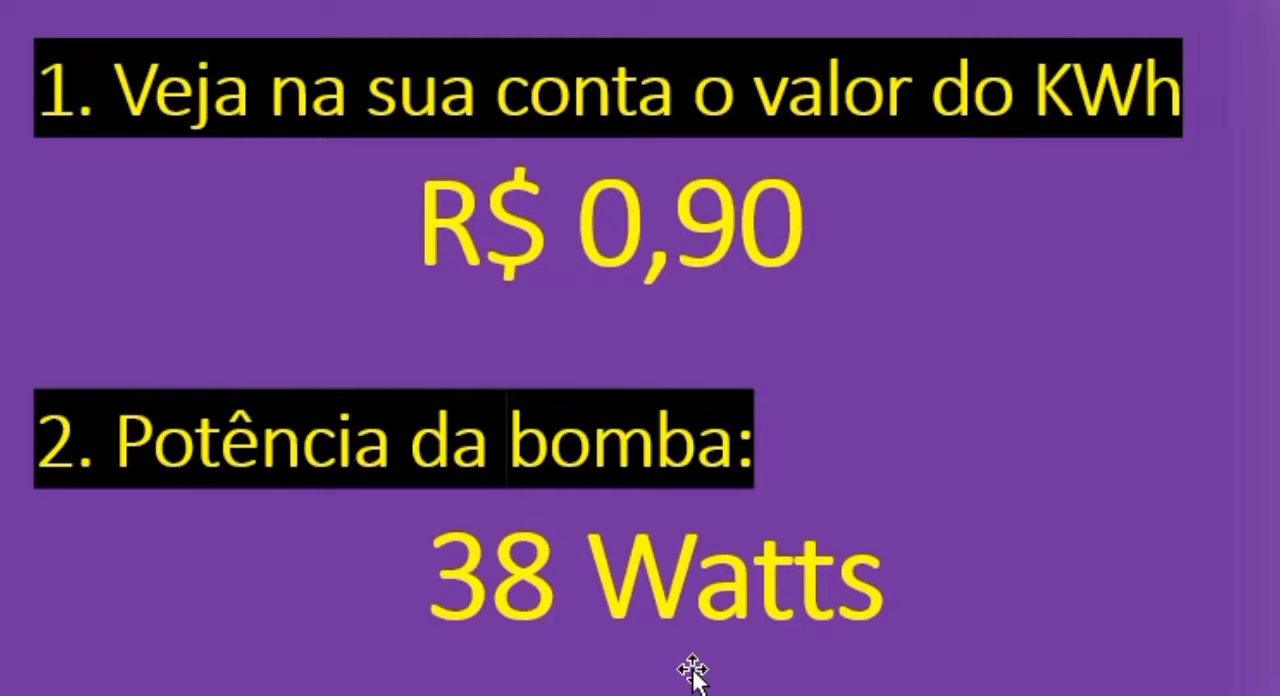 1. Veja na sua conta o valor do KWh
R$ 0,90
2. Potência da bomba:
38 Watts